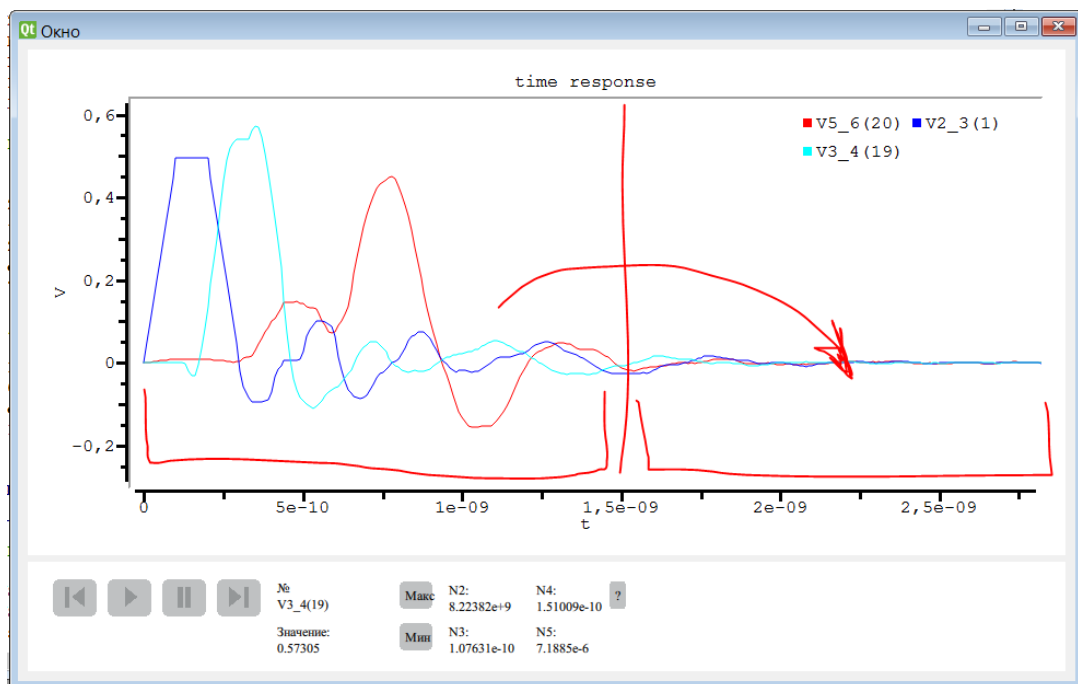 Qt Окно
time response
V5_6(20) V2_3(1)
V3_4(19)
0,6
0,4
0,2
0
-0,2
V
0 5e-10 1e-09 1,5e-09 2e-09 2,5e-09
t
№
V3_4(19)
Значение:
0.57305
Макс
Мин
N2:
8.22382e+9
N3:
1.07631e-10
N4:
1.51009e-10
N5:
7.1885e-6
?